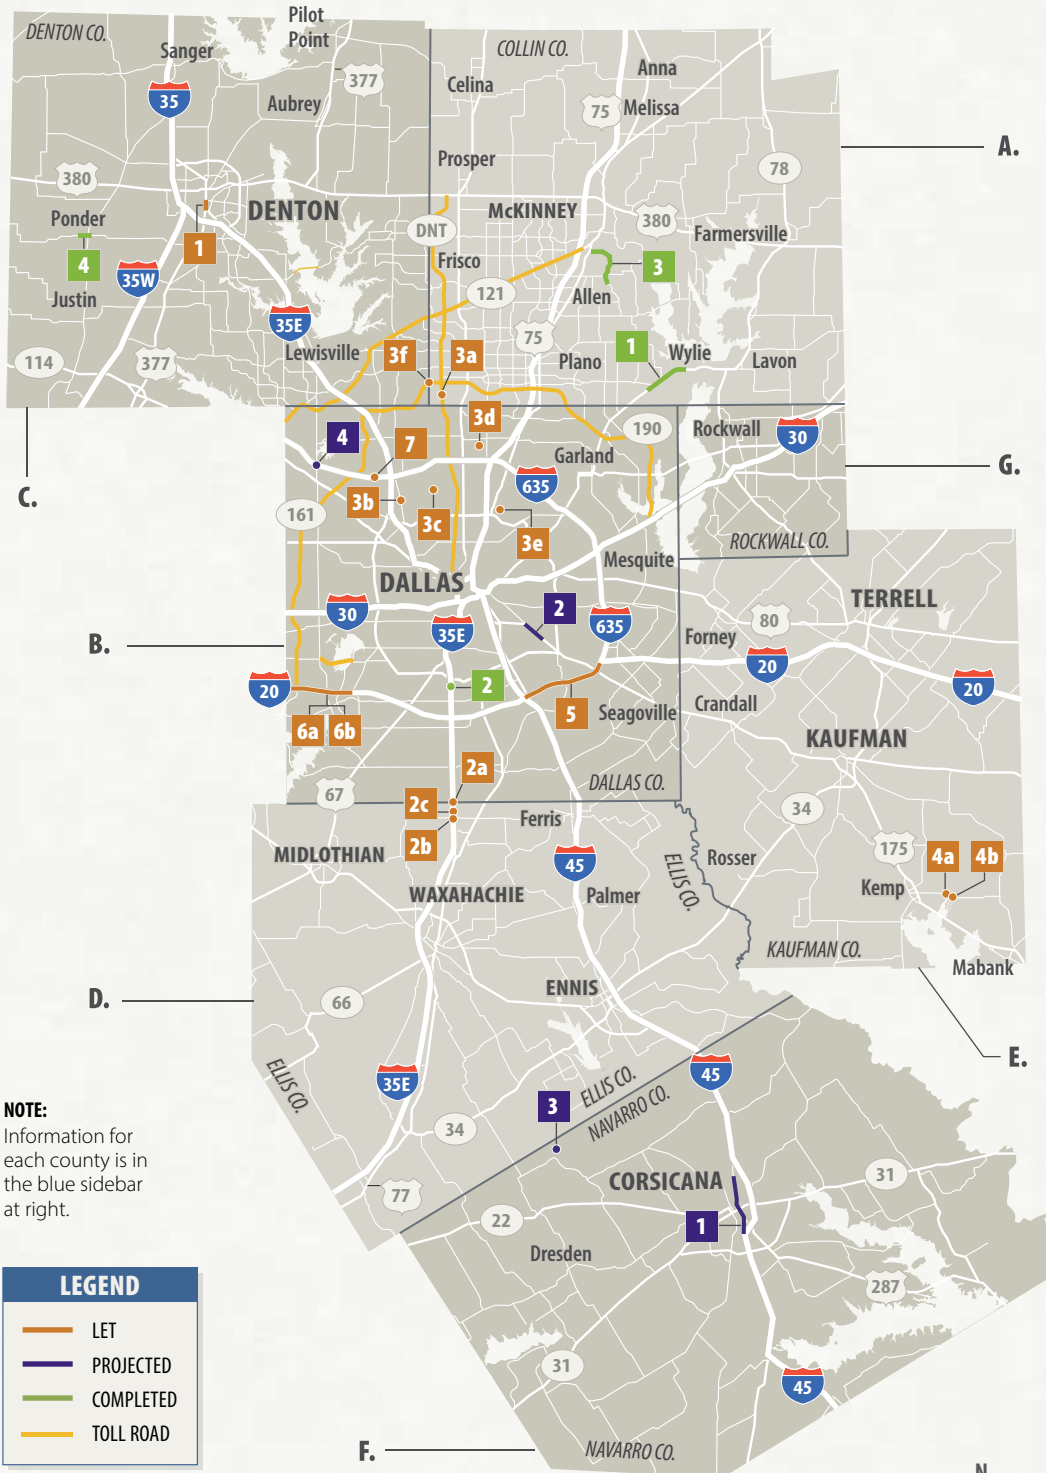 DENTON CO.
Pilot
Point
Sanger
COLLIN CO.
Anna
377
Celina
35
Aubrey
75
Melissa
A.
Prosper
78
380
DENTON
McKINNEY
380
Ponder
DNT
Farmersville
1
4
Frisco
3
35W
121
Allen
Justin
35E
75
1
Wylie
114
377
Lewisville
3f
3a
Plano
Lavon
3d
190
Rockwall
30
4
7
Garland
G.
C.
635
3b
161
3c
3e
ROCKWALL CO.
Mesquite
DALLAS
TERRELL
30
2
80
35E
635
Forney
B.
20
20
2
20
Crandall
5
Seagoville
6a
6b
KAUFMAN
2a
DALLAS CO.
67
2c
34
Ferris
2b
175
MIDLOTHIAN
45
ELLIS CO.
Rosser
4a
4b
Kemp
WAXAHACHIE
Palmer
KAUFMAN CO.
Mabank
ENNIS
D.
66
E.
ELLIS CO.
35E
45
ELLIS CO.
NAVARRO CO.
3
34
NOTE:
Information for
each county is in
the blue sidebar
at right.
CORSICANA
31
77
22
1
Dresden
287
LEGEND
LET
PROJECTED
COMPLETED
TOLL ROAD
31
45
F.
NAVARRO CO.
N